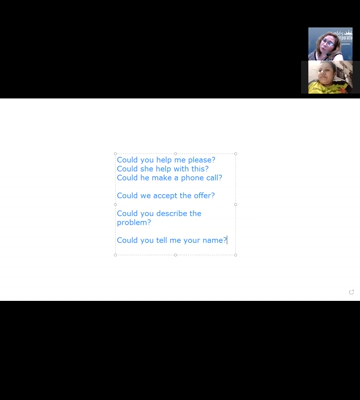 Could you help me please?
Could she help with this?
Could he make a phone call?
Could we accept the offer?
Could you describe the
problem?
Could you tell me your name?